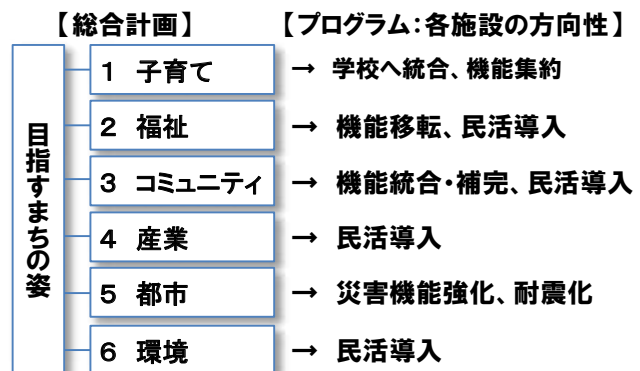 【総合計画】 【プログラム：各施設の方向性】
目指すまちの姿
1 子育て → 学校へ統合、機能集約
2 福祉 → 機能移転、民活導入
3 コミュニティ → 機能統合・補完、民活導入
4 産業 → 民活導入
5 都市 → 災害機能強化、耐震化
6 環境 → 民活導入